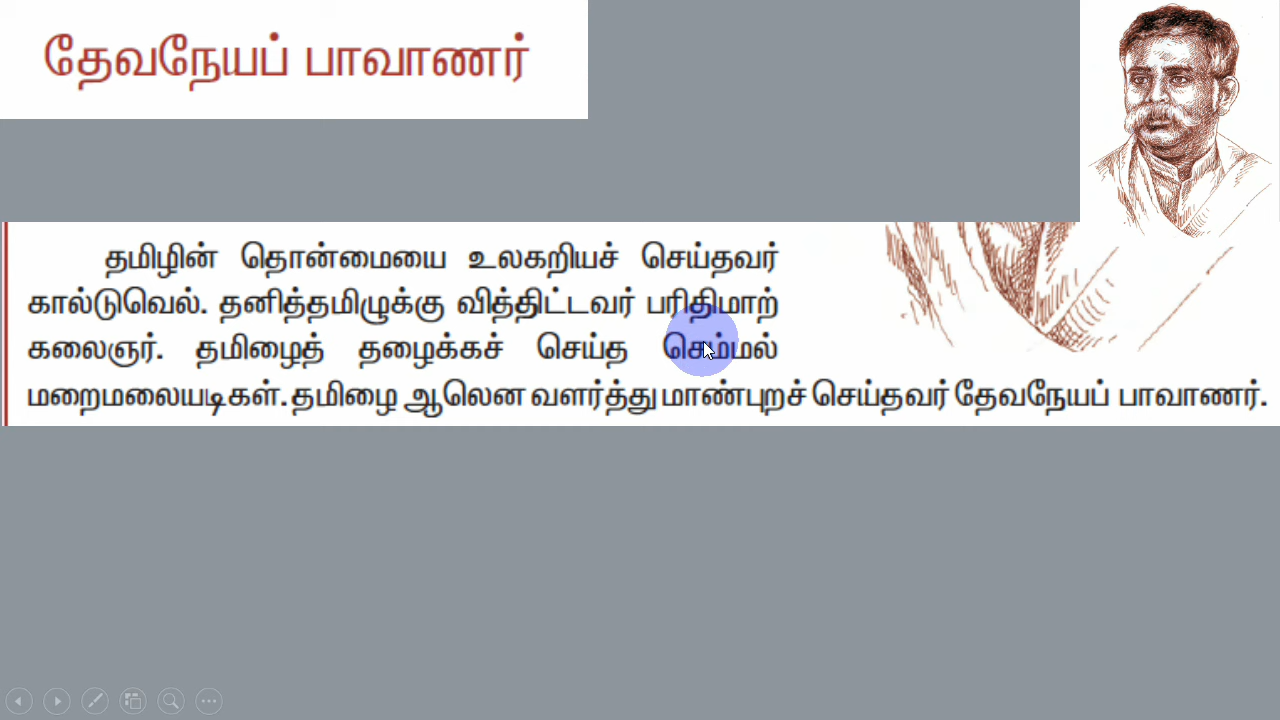 தேவநேயப் பாவாணர்
தமிழின் தொன்மையை உலகறியச் செய்தவர்
கால்டுவெல். தனித்தமிழுக்கு வித்திட்டவர் பரிதிமாற்
கலைஞர். தமிழைத் தழைக்கச் செய்த செம்மல்
மறைமலையடிகள். தமிழை ஆலென வளர்த்து மாண்புறச் செய்தவர் தேவநேயப் பாவாணர்.